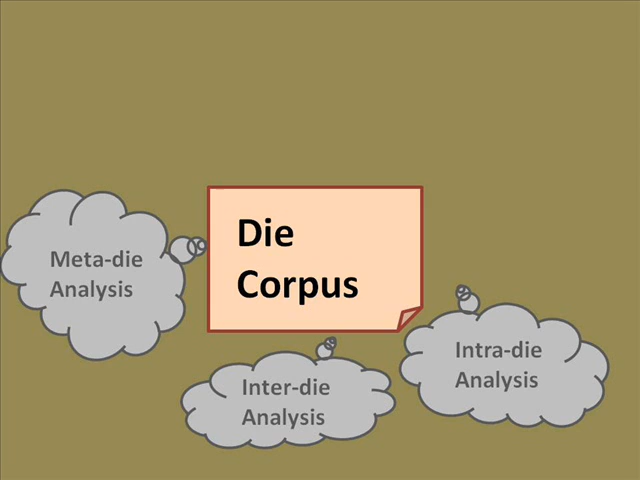 Die
Corpus
Meta-die
Analysis
Inter-die
Analysis
Intra-die
Analysis